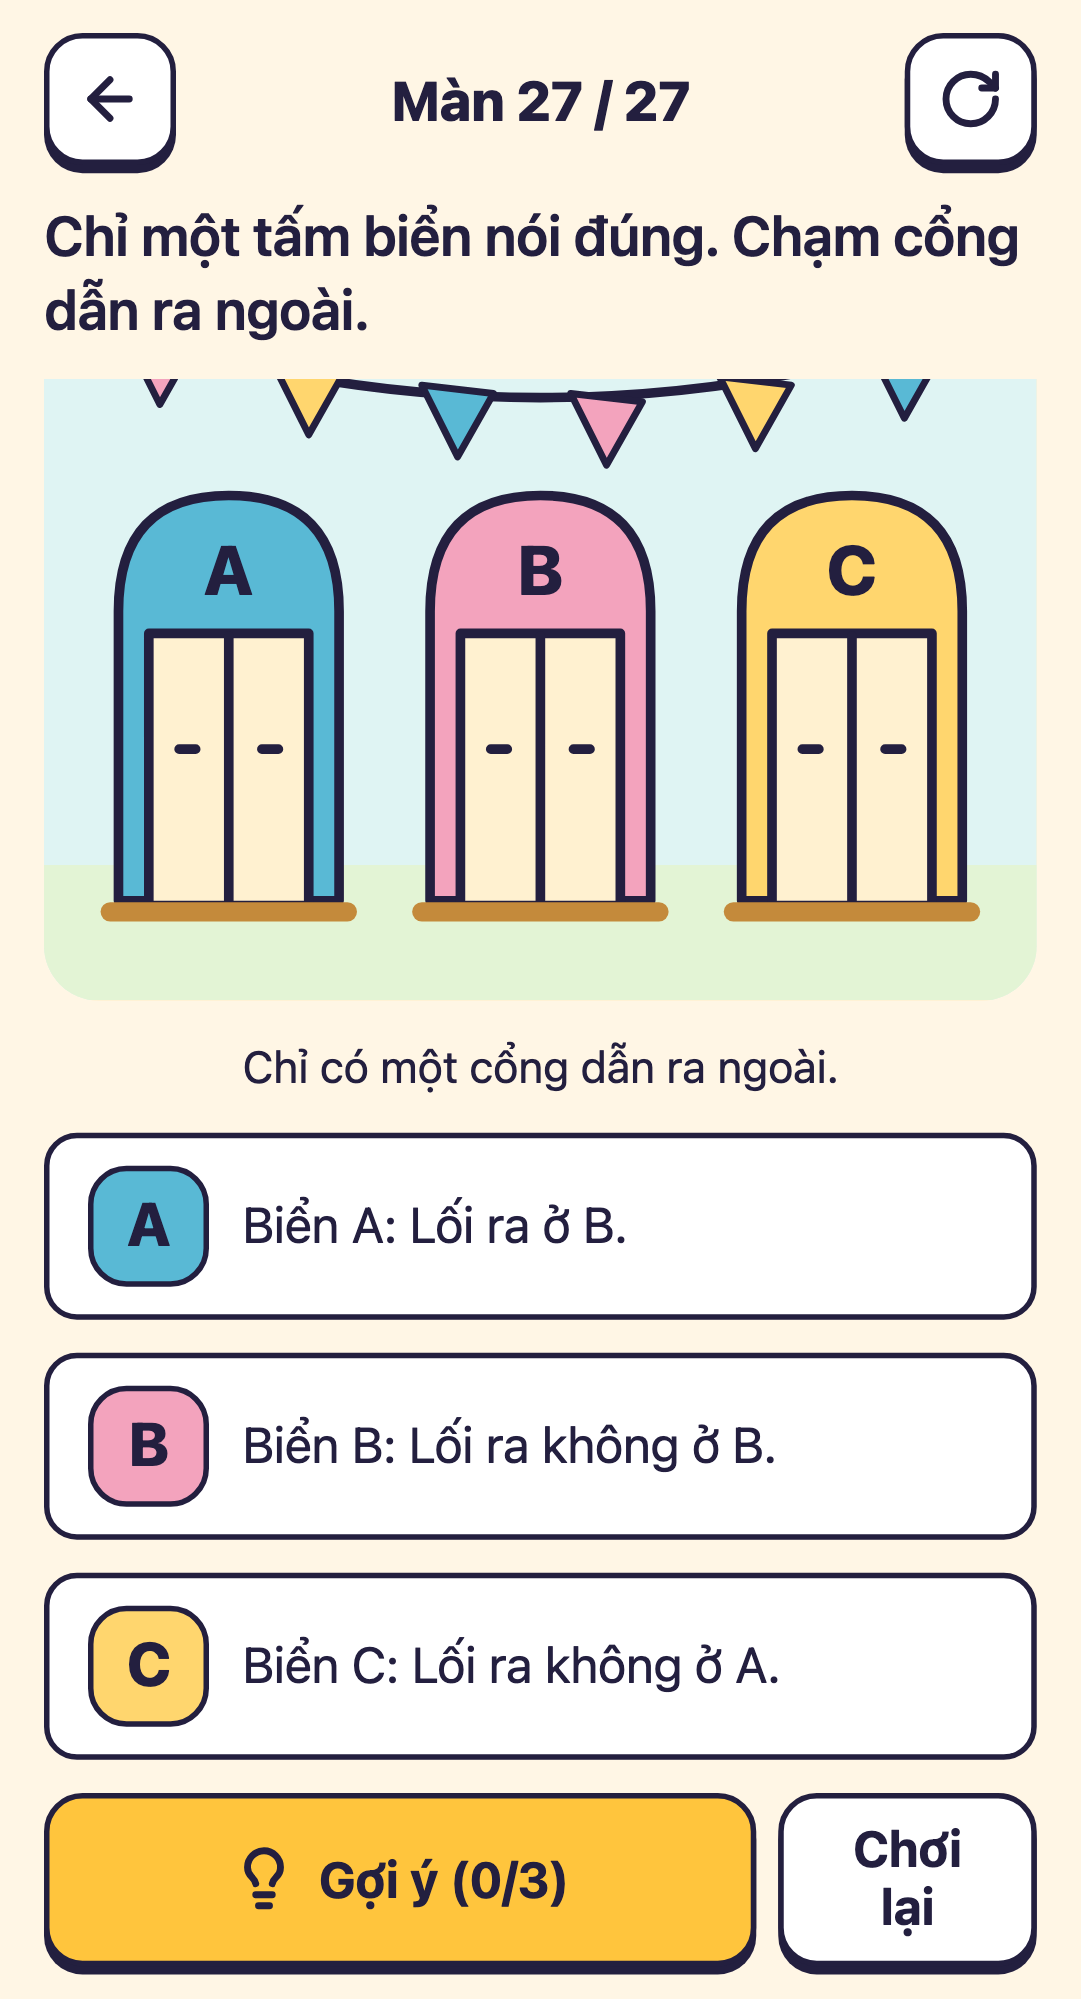 Màn 27 / 27
Chỉ một tấm biển nói đúng. Chạm cổng
dẫn ra ngoài.
A
B
C
Chỉ có một cổng dẫn ra ngoài.
A
Biển A: Lối ra ở B.
B
Biển B: Lối ra không ở B.
C
Biển C: Lối ra không ở A.
Gợi ý (0/3)
Chơi
lại